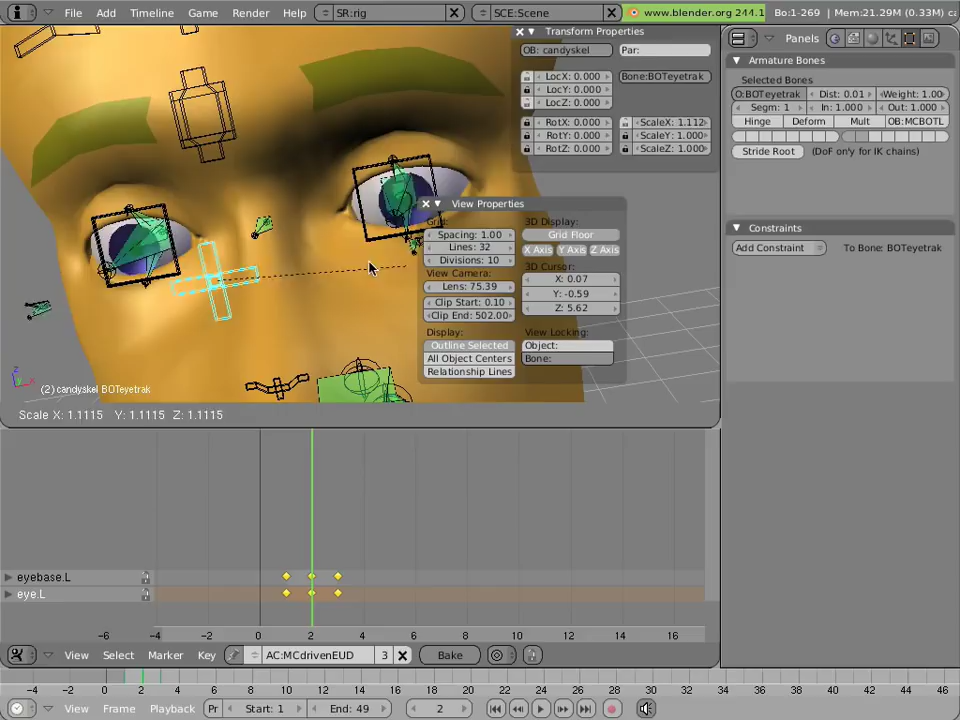 File Add Timeline Game Render Help SR:rig SCE:Scene www.blender.org 244.1 Bo:1-269 | Mem:21.29M (0.33M)
Transform Properties
OB: candyskel Par:
LocX: 0.000 Bone:BOTeyetrak
LocY: 0.000
LocZ: 0.000
RotX: 0.000 ScaleX: 1.112
RotY: 0.000 ScaleY: 1.000
RotZ: 0.000 ScaleZ: 1.000
View Properties
Grid: 3D Display:
Spacing: 1.00 Grid Floor
Lines: 32 X Axis Y Axis Z Axis
Divisions: 10 3D Cursor:
View Camera: X: 0.07
Lens: 75.39 Y: -0.59
Clip Start: 0.10 Z: 5.62
Clip End: 502.00
Display: View Locking:
Outline Selected Object:
All Object Centers Bone:
Relationship Lines
z
x
(2) candyskel BOTeyetrak
Scale X: 1.1115 Y: 1.1115 Z: 1.1115
Panels
Armature Bones
Selected Bones
O:BOTeyetrak Dist: 0.01 Weight: 1.00
Segm: 1 In: 1.000 Out: 1.000
Hinge Deform Mult OB:MCBOTL
Stride Root (DoF only for IK chains)
Constraints
Add Constraint To Bone: BOTeyetrak
eyebase.L
eye.L
-6 -4 -2 0 2 4 6 8 10 12 14 16
View Select Marker Key AC:MCdrivenEUD 3 Bake
-4 -2 0 2 4 6 8 10 12 14 16 18 20 22 24 26 28 30 32 34 36 38 40 42 44 46
View Frame Playback Pr Start: 1 End: 49 2